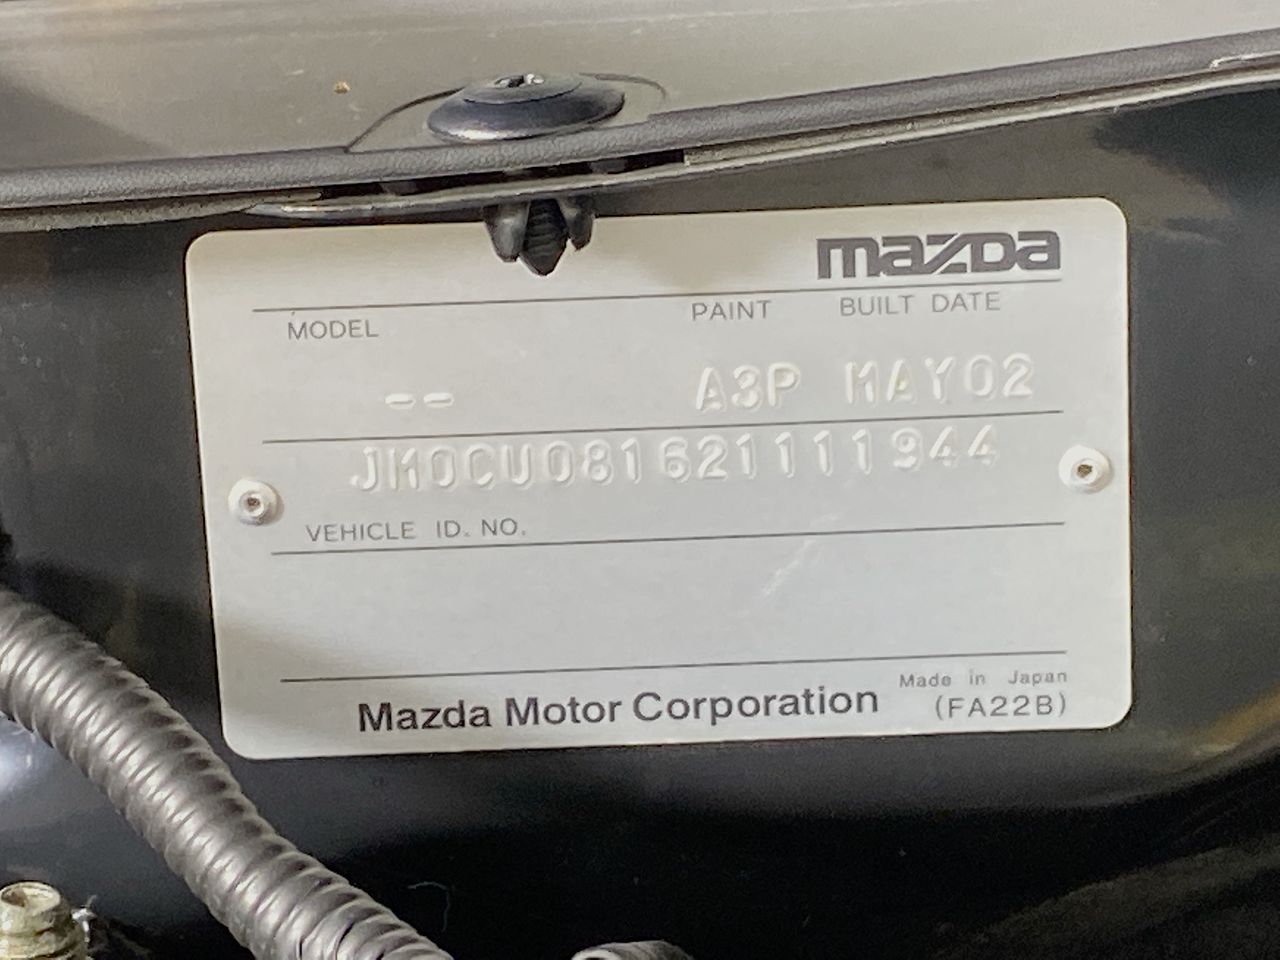 mazda
MODEL PAINT BUILT DATE
-- A3P MAY02
JM0CU081621111944
VEHICLE ID. NO.
Mazda Motor Corporation Made in Japan
(FA22B)